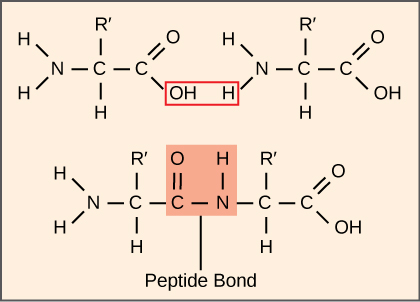 R′ R′
H O H O
N C C N C C
H OH H OH
H H
R′ O H R′
H O
N C C N C C
H OH
H H
Peptide Bond